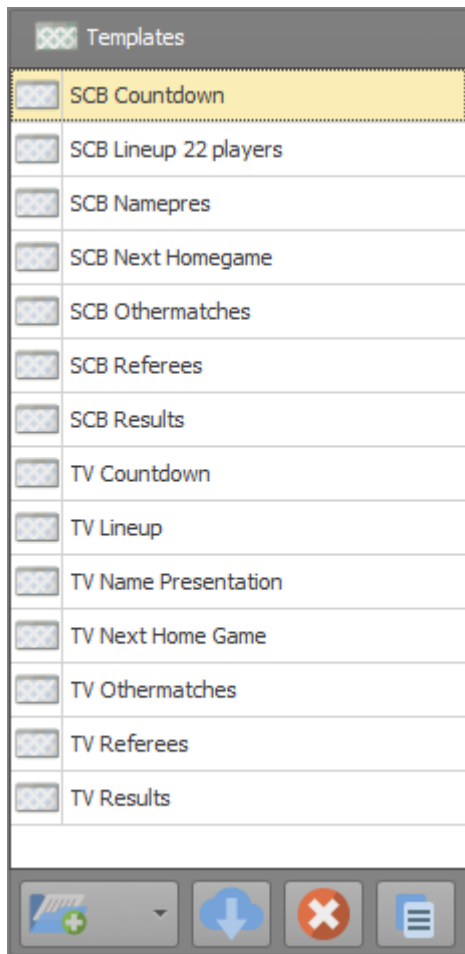 Templates
SCB Countdown
SCB Lineup 22 players
SCB Namepres
SCB Next Homegame
SCB Othermatches
SCB Referees
SCB Results
TV Countdown
TV Lineup
TV Name Presentation
TV Next Home Game
TV Othermatches
TV Referees
TV Results